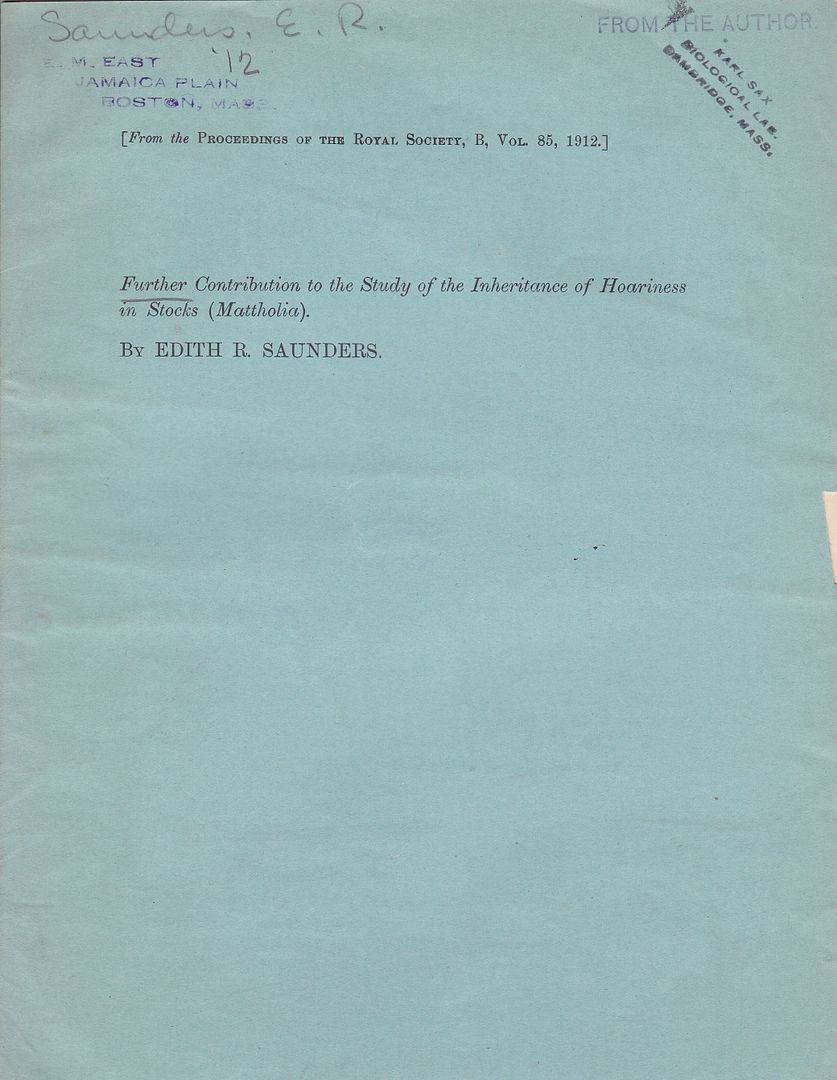 Saunders, E. R.
'12
FROM THE AUTHOR
E. M. EAST
JAMAICA PLAIN
BOSTON, MASS.
KARL SAX
BIOLOGICAL LAB.
CAMBRIDGE, MASS.
[From the PROCEEDINGS OF THE ROYAL SOCIETY, B, VOL. 85, 1912.]
Further Contribution to the Study of the Inheritance of Hoariness
in Stocks (Mattholia).
BY EDITH R. SAUNDERS.